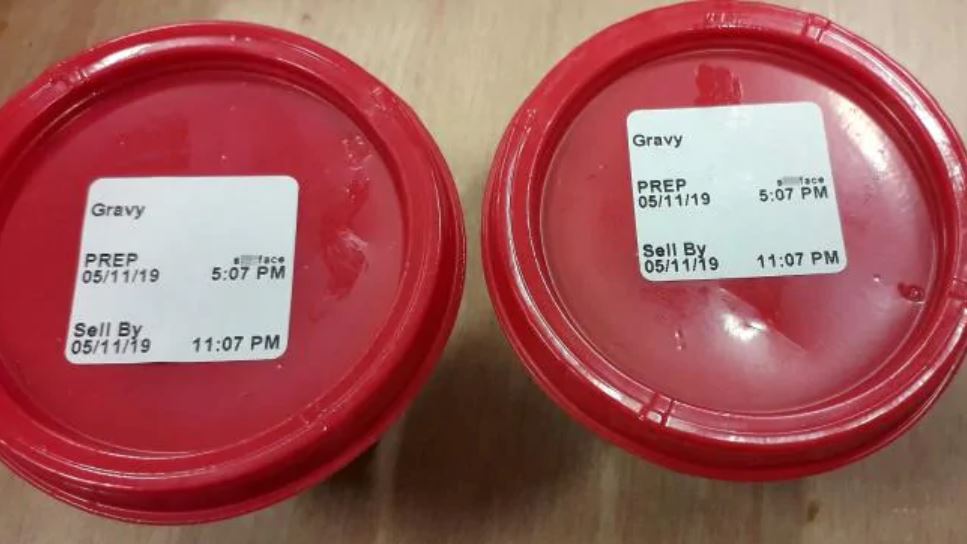 Gravy
PREP
05/11/19 5:07 PM
Sell By
05/11/19 11:07 PM
Gravy
PREP
05/11/19 5:07 PM
Sell By
05/11/19 11:07 PM